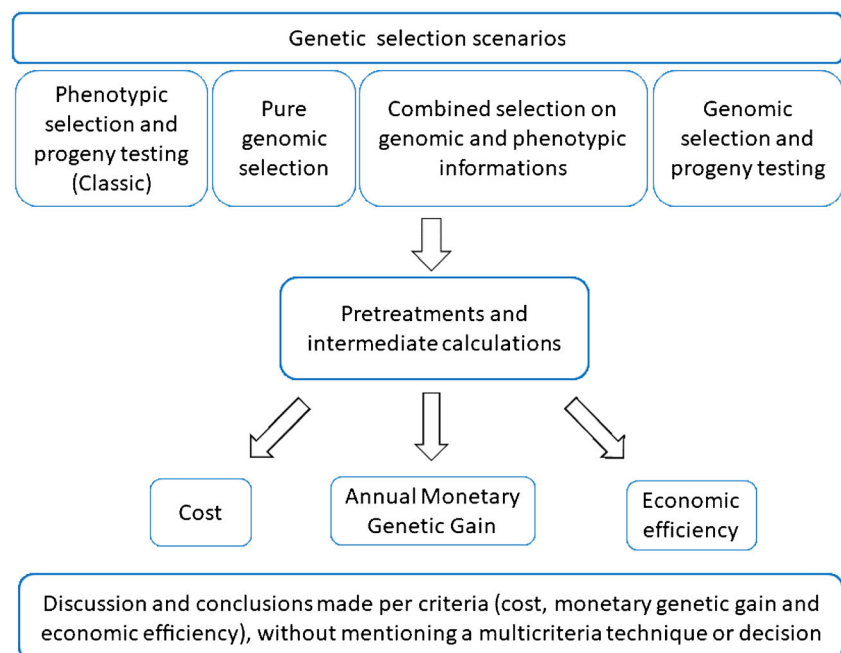 Genetic selection scenarios
Phenotypic
selection and
progeny testing
(Classic)
Pure
genomic
selection
Combined selection on
genomic and phenotypic
informations
Genomic
selection and
progeny testing
Pretreatments and
intermediate calculations
Cost
Annual Monetary
Genetic Gain
Economic
efficiency
Discussion and conclusions made per criteria (cost, monetary genetic gain and
economic efficiency), without mentioning a multicriteria technique or decision